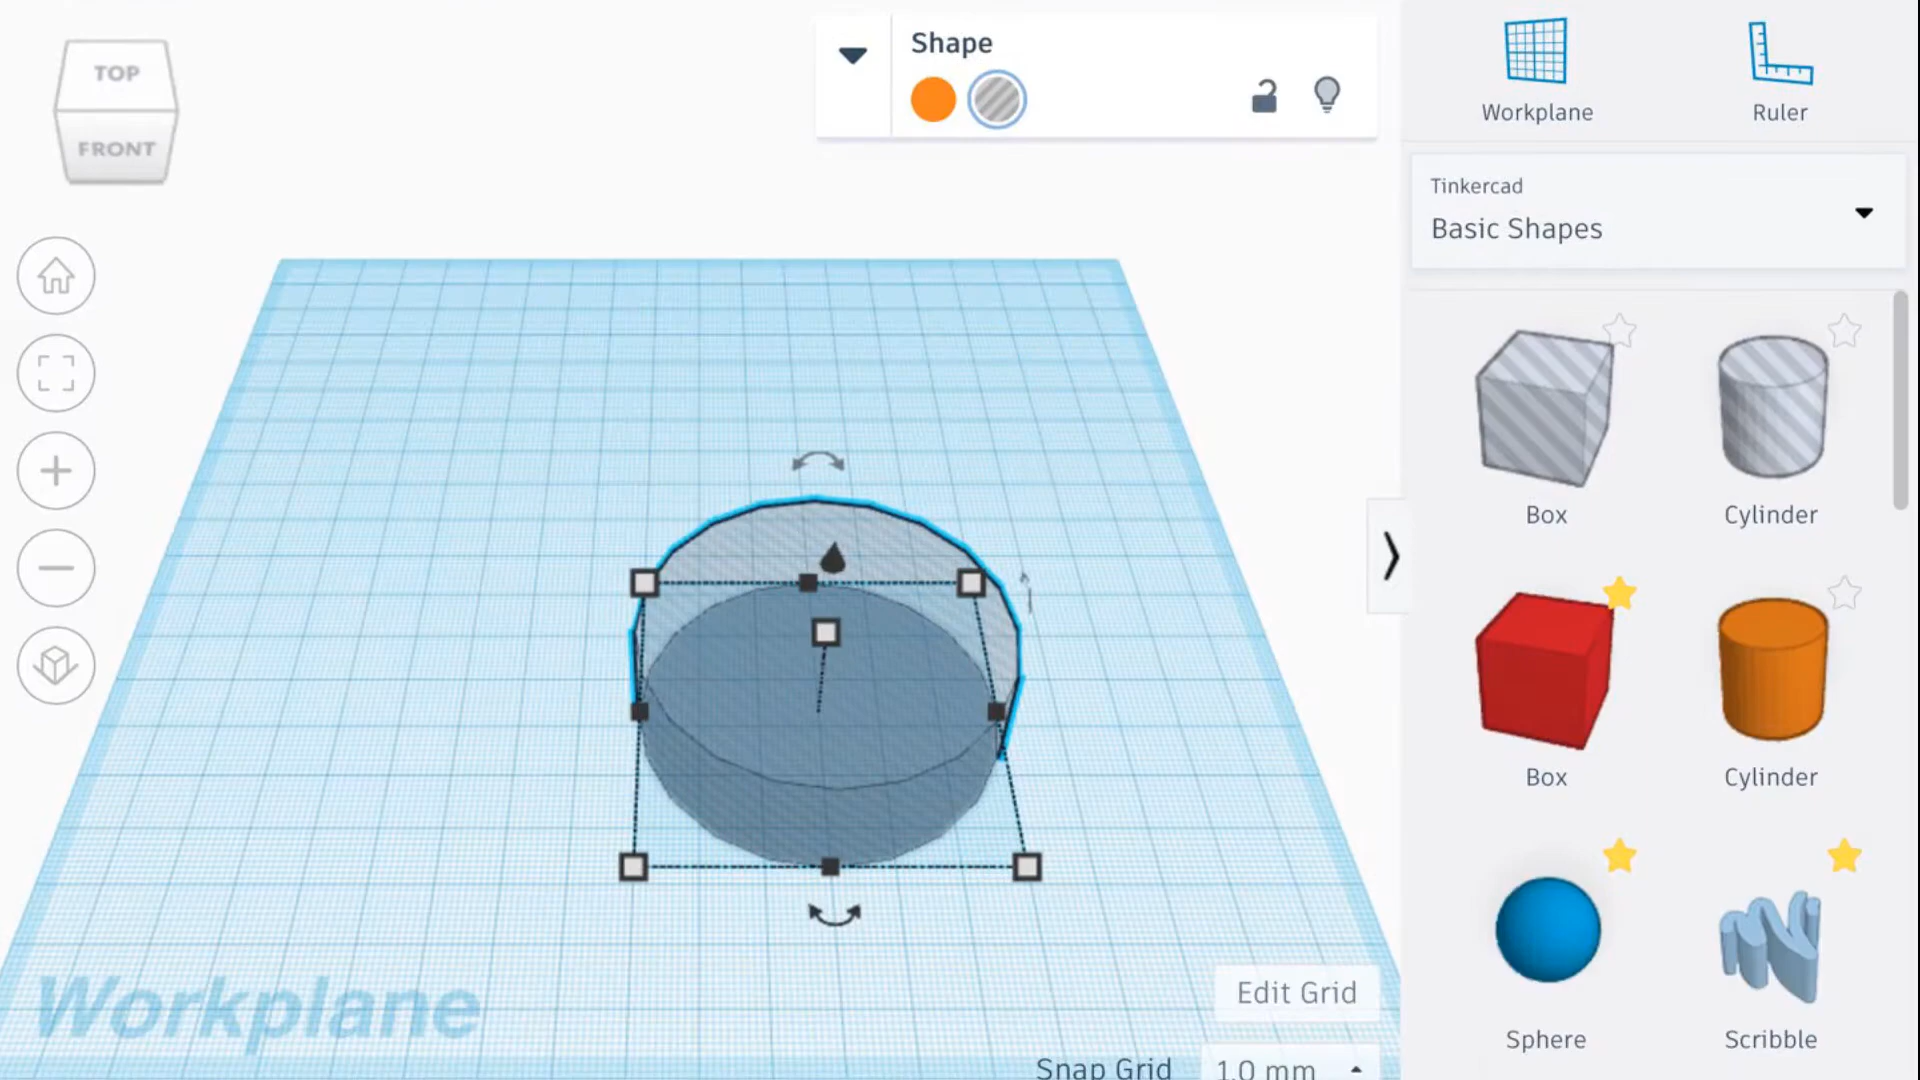 TOP
FRONT
Shape
Workplane
Ruler
Tinkercad
Basic Shapes
Box
Cylinder
Box
Cylinder
Sphere
Scribble
Workplane
Edit Grid
Snap Grid
1.0 mm